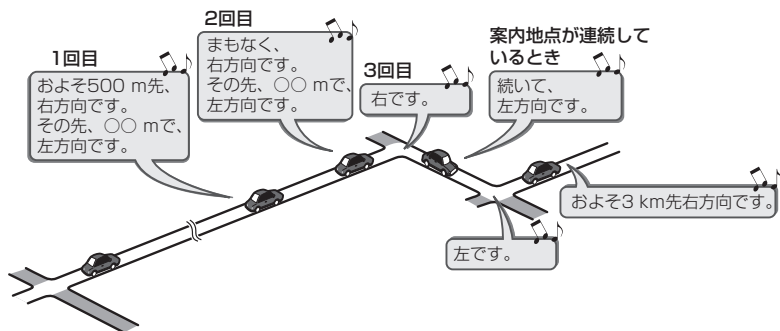 1回目
およそ500 m先、
右方向です。
その先、○○ mで、
左方向です。
2回目
まもなく、
右方向です。
その先、○○ mで、
左方向です。
3回目
右です。
案内地点が連続して
いるとき
続いて、
左方向です。
左です。
およそ3 km先右方向です。